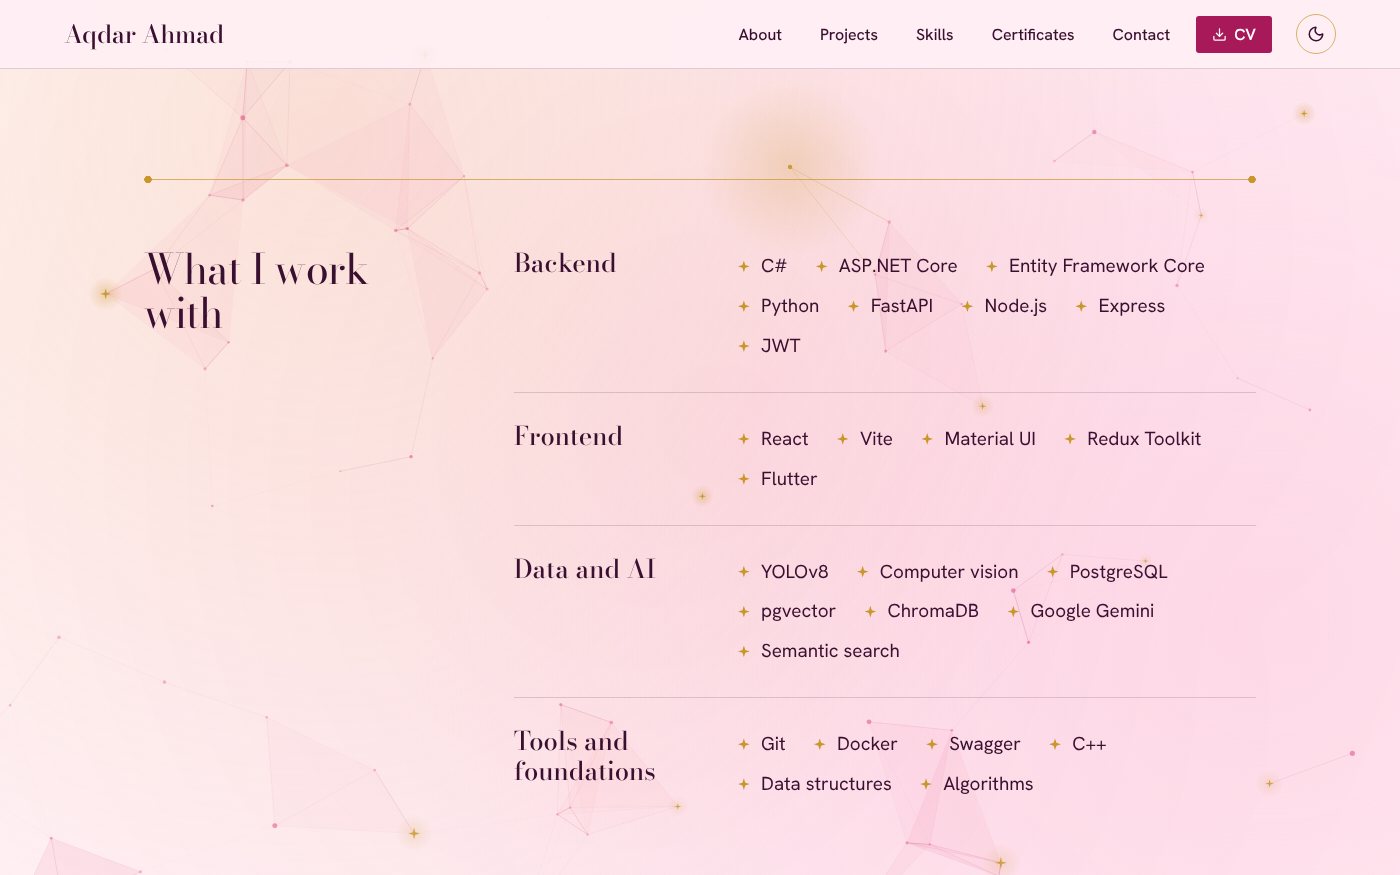 Aqdar Ahmad
About Projects Skills Certificates Contact CV
What I work
with
Backend
C# ASP.NET Core Entity Framework Core
Python FastAPI Node.js Express
JWT
Frontend
React Vite Material UI Redux Toolkit
Flutter
Data and AI
YOLOv8 Computer vision PostgreSQL
pgvector ChromaDB Google Gemini
Semantic search
Tools and
foundations
Git Docker Swagger C++
Data structures Algorithms